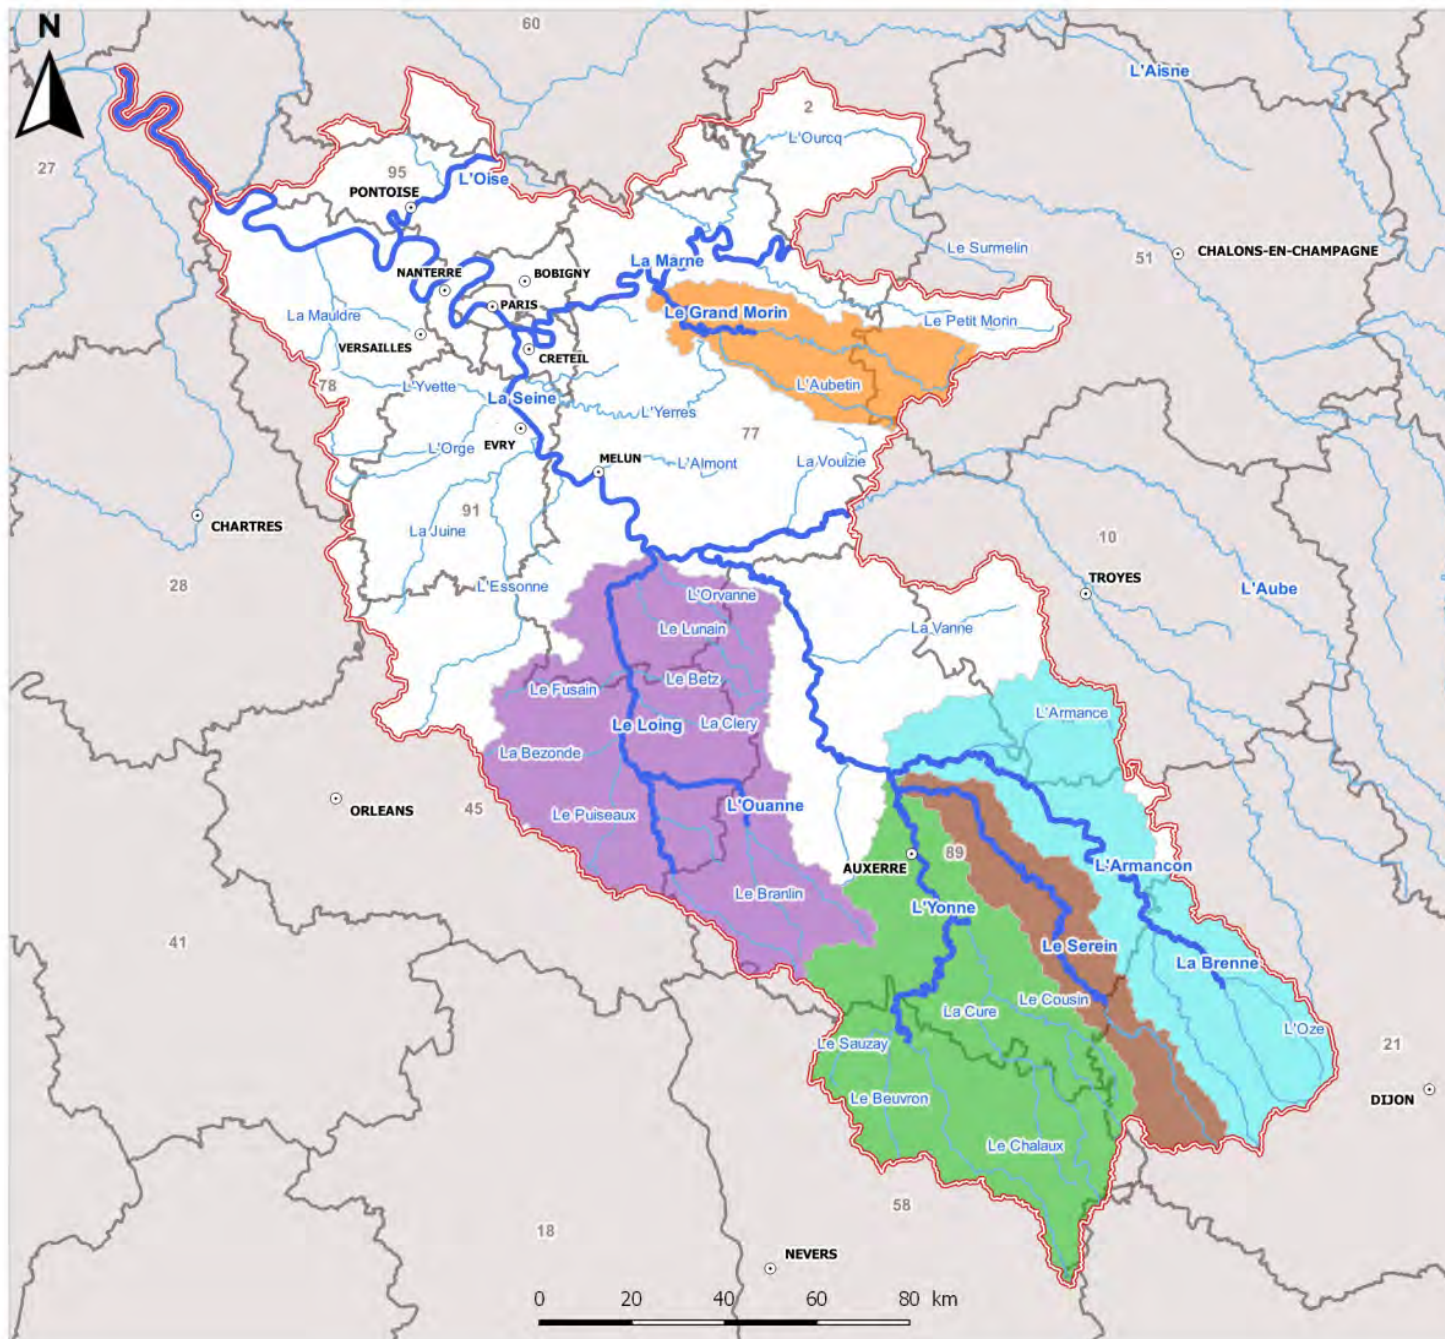 N
60
L'Aisne
2
L'Ourcq
27
95
L'Oise
PONTOISE
Le Surmelin
CHALONS-EN-CHAMPAGNE
51
La Marne
NANTERRE
BOBIGNY
PARIS
La Mauldre
Le Grand Morin
Le Petit Morin
VERSAILLES
CRETEIL
78
L'Yvette
La Seine
L'Aubetin
L'Yerres
77
EVRY
L'Orge
MELUN
L'Almont
La Voulzie
91
CHARTRES
La Juine
10
28
L'Essonne
TROYES
L'Aube
L'Orvanne
Le Lunain
La Vanne
Le Fusain
Le Betz
Le Loing
La Clery
L'Armance
La Bezonde
ORLEANS
45
Le Puiseaux
L'Ouanne
89
AUXERRE
L'Armancon
Le Branlin
L'Yonne
41
Le Serein
La Brenne
Le Cousin
La Cure
L'Oze
Le Sauzay
21
Le Beuvron
DIJON
Le Chalaux
58
18
NEVERS
0 20 40 60 80 km